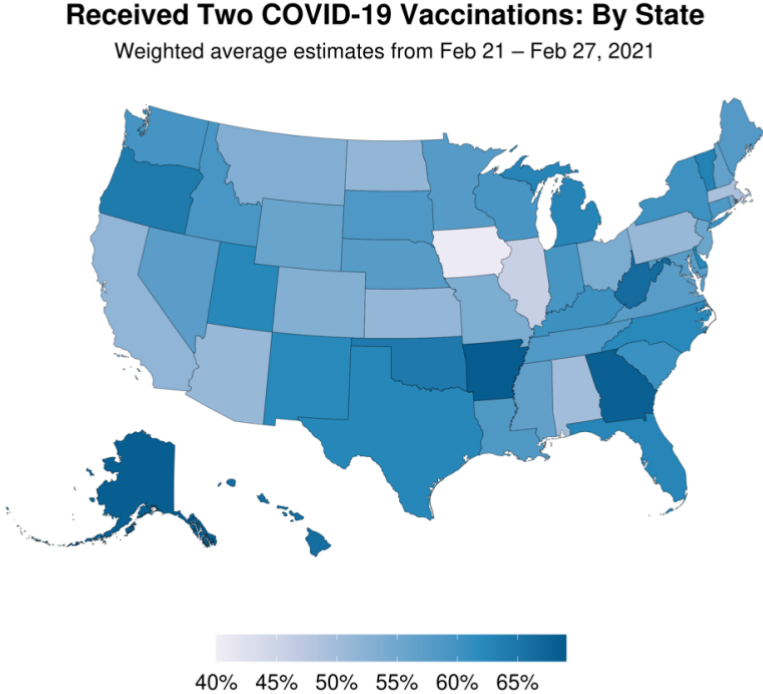 Received Two COVID-19 Vaccinations: By State
Weighted average estimates from Feb 21 – Feb 27, 2021
40% 45% 50% 55% 60% 65%